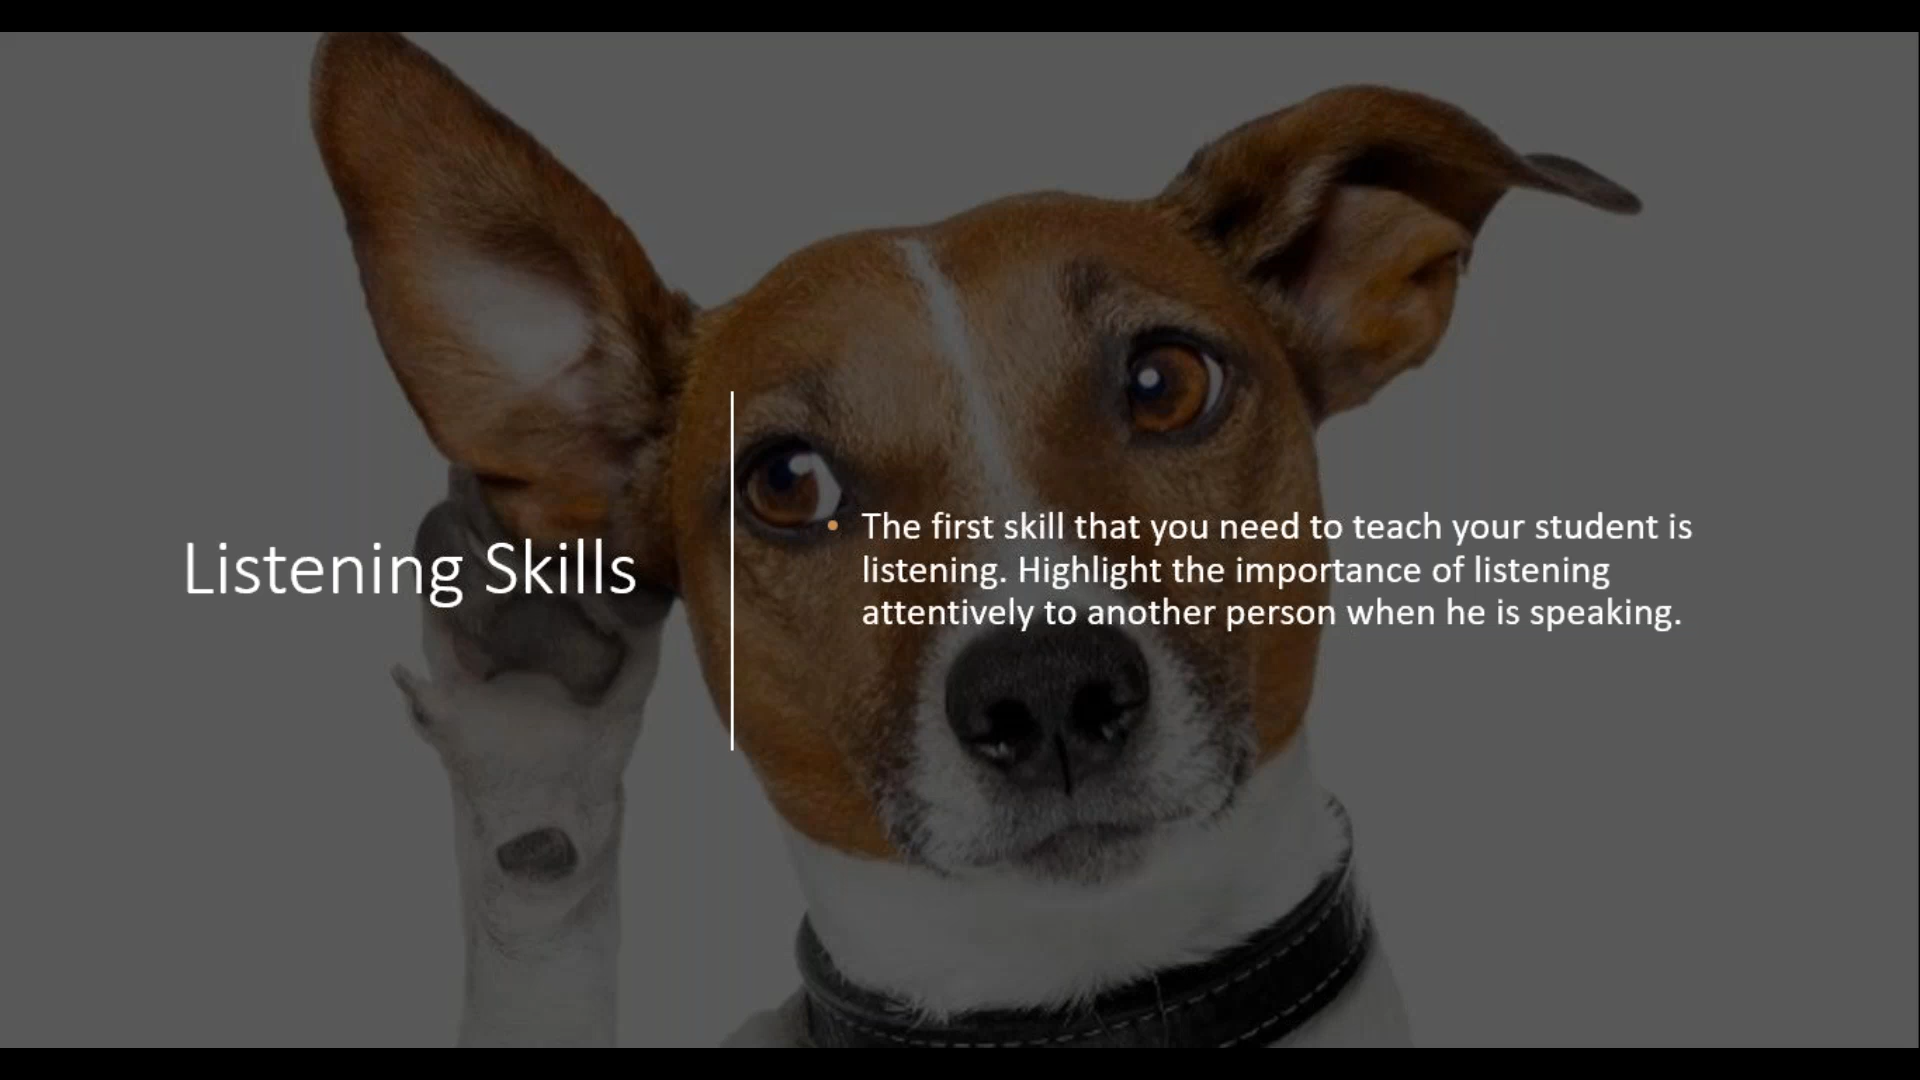 Listening Skills
• The first skill that you need to teach your student is
listening. Highlight the importance of listening
attentively to another person when he is speaking.